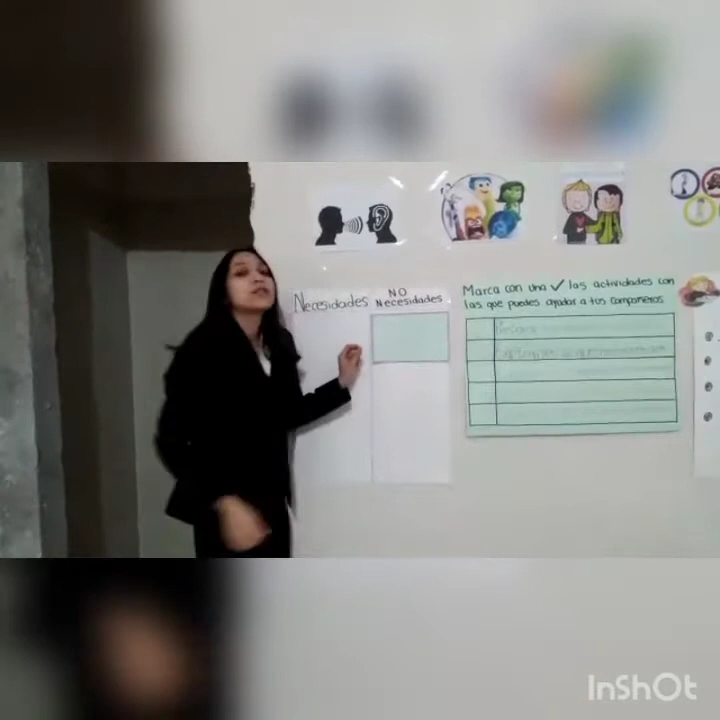 Necesidades
NO
Necesidades
Marca con una ✓ las actividades con
las que puedes ayudar a tus compañeros
InShOt